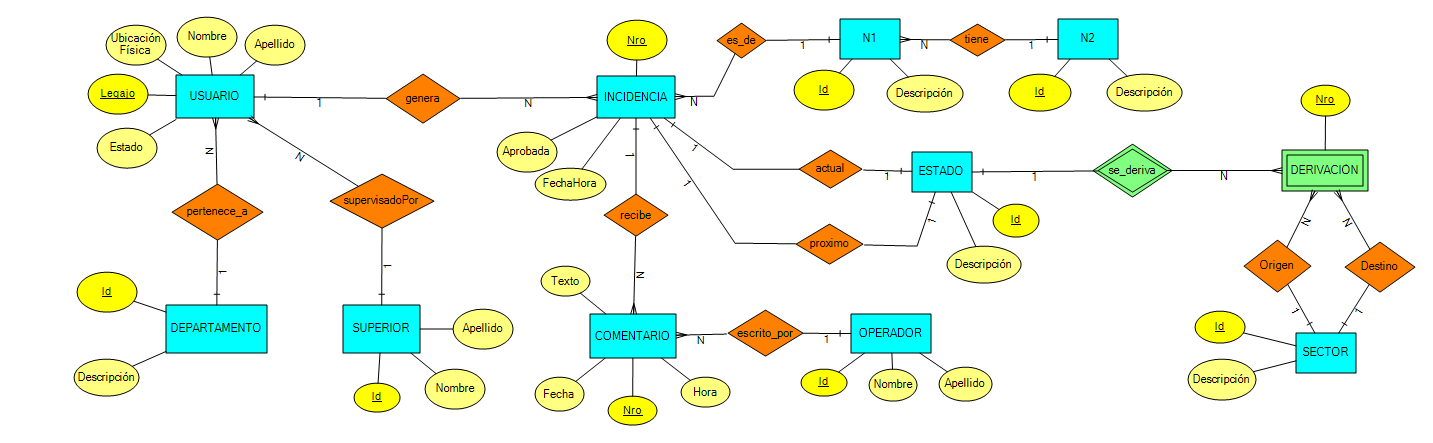 Ubicación
Física
Nombre
Apellido
Legajo
Estado
USUARIO
1
genera
N
Nro
INCIDENCIA
N
es_de
1
N1
N
tiene
1
N2
Id
Descripción
Id
Descripción
Aprobada
FechaHora
1
1
1
actual
1
ESTADO
1
se_deriva
N
Nro
DERIVACION
proximo
1
Id
Descripción
N
pertenece_a
1
N
supervisadoPor
1
recibe
N
N
Origen
1
N
Destino
1
Id
Descripción
SECTOR
Id
DEPARTAMENTO
Descripción
SUPERIOR
Apellido
Id
Nombre
Texto
COMENTARIO
N
escrito_por
1
OPERADOR
Fecha
Nro
Hora
Id
Nombre
Apellido